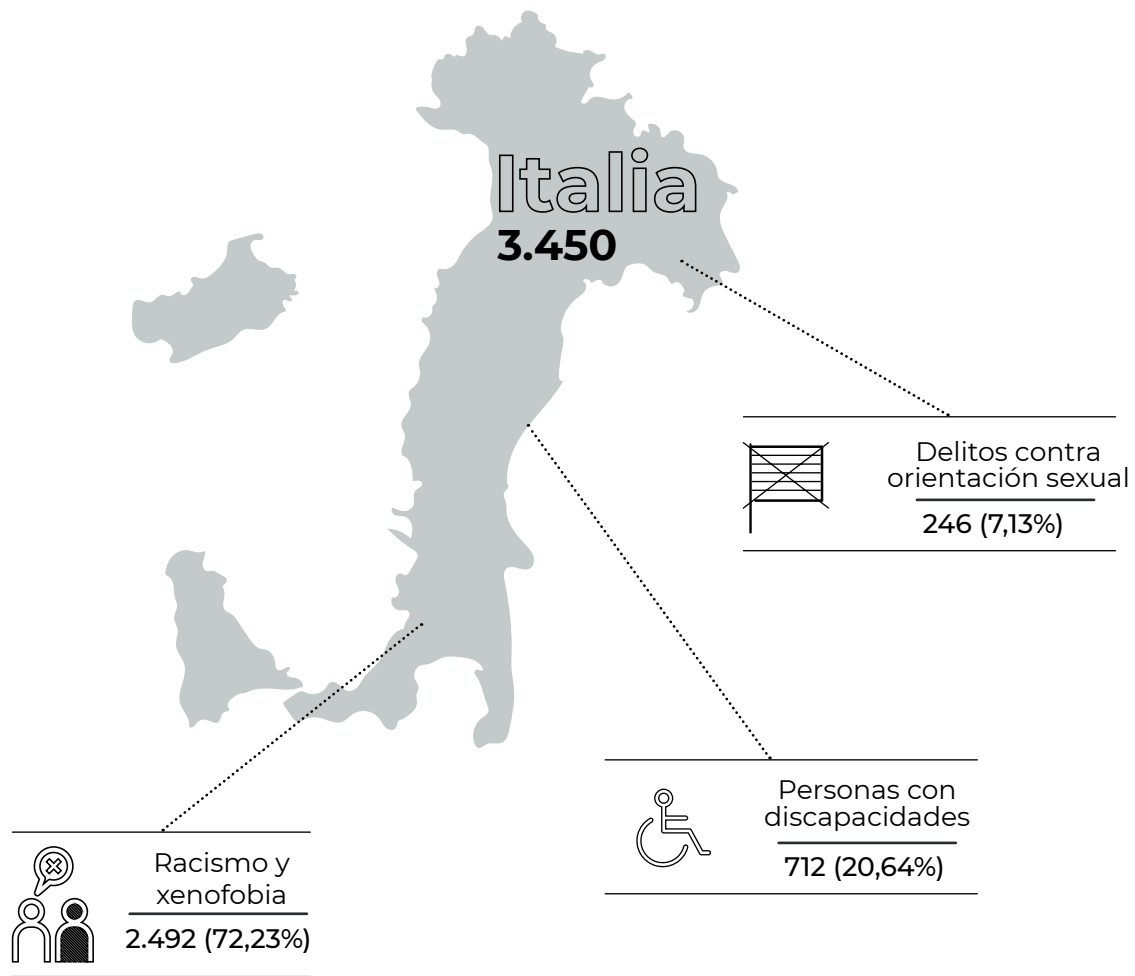 Italia
3.450
Delitos contra
orientación sexual
246 (7,13%)
Personas con
discapacidades
712 (20,64%)
Racismo y
xenofobia
2.492 (72,23%)